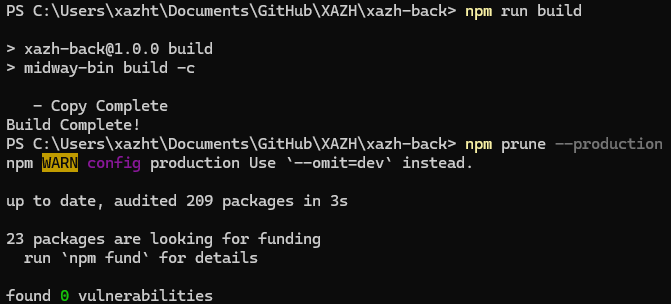 PS C:\Users\xazht\Documents\GitHub\XAZH\xazh-back> npm run build
> xazh-back@1.0.0 build
> midway-bin build -c
- Copy Complete
Build Complete!
PS C:\Users\xazht\Documents\GitHub\XAZH\xazh-back> npm prune --production
npm WARN config production Use `--omit=dev` instead.
up to date, audited 209 packages in 3s
23 packages are looking for funding
run `npm fund` for details
found 0 vulnerabilities